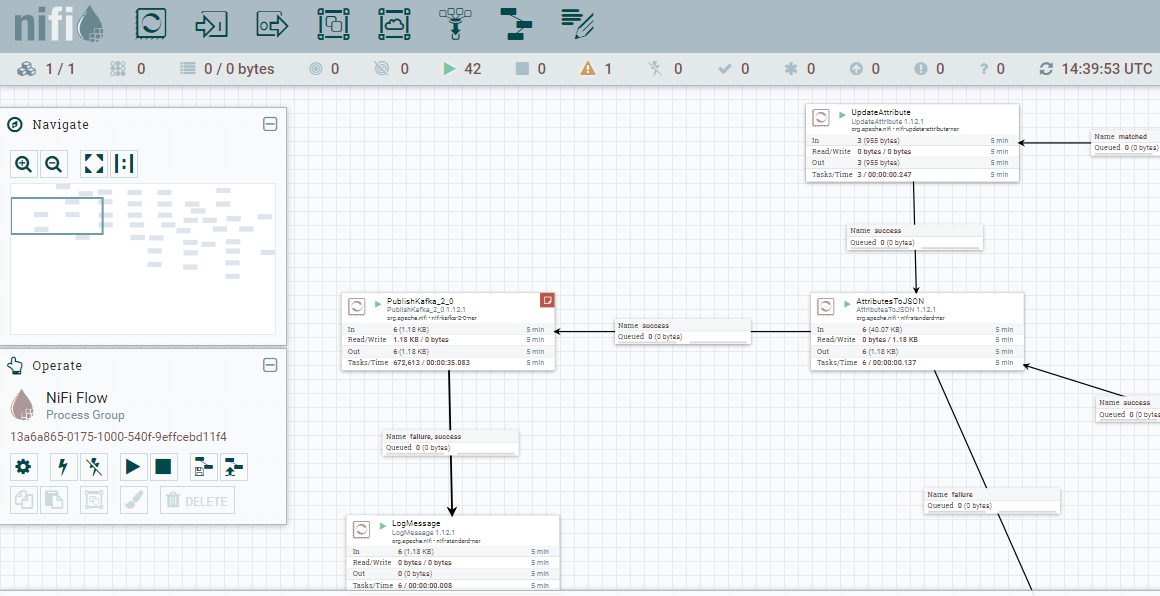 nifi
1 / 1 0 0 / 0 bytes 0 0 42 0 1 0 0 0 0 0 ? 0 14:39:53 UTC
Navigate
Operate
NiFi Flow
Process Group
13a6a865-0175-1000-540f-9effcebd11f4
DELETE
UpdateAttribute
UpdateAttribute 1.12.1
org.apache.nifi - nifi-update-attribute-nar
In 3 (955 bytes) 5 min
Read/Write 0 bytes / 0 bytes 5 min
Out 3 (955 bytes) 5 min
Tasks/Time 3 / 00:00:00.247 5 min
Name matched
Queued 0 (0 bytes)
Name success
Queued 0 (0 bytes)
PublishKafka_2_0
PublishKafka_2_0 1.12.1
org.apache.nifi - nifi-kafka-2-0-nar
In 6 (1.18 KB) 5 min
Read/Write 1.18 KB / 0 bytes 5 min
Out 6 (1.18 KB) 5 min
Tasks/Time 672,613 / 00:00:35.083 5 min
Name success
Queued 0 (0 bytes)
AttributesToJSON
AttributesToJSON 1.12.1
org.apache.nifi - nifi-standard-nar
In 6 (40.07 KB) 5 min
Read/Write 0 bytes / 1.18 KB 5 min
Out 6 (1.18 KB) 5 min
Tasks/Time 6 / 00:00:00.137 5 min
Name success
Queued 0 (0 bytes)
Name failure, success
Queued 0 (0 bytes)
Name failure
Queued 0 (0 bytes)
LogMessage
LogMessage 1.12.1
org.apache.nifi - nifi-standard-nar
In 6 (1.18 KB) 5 min
Read/Write 0 bytes / 0 bytes 5 min
Out 0 (0 bytes) 5 min
Tasks/Time 6 / 00:00:00.008 5 min